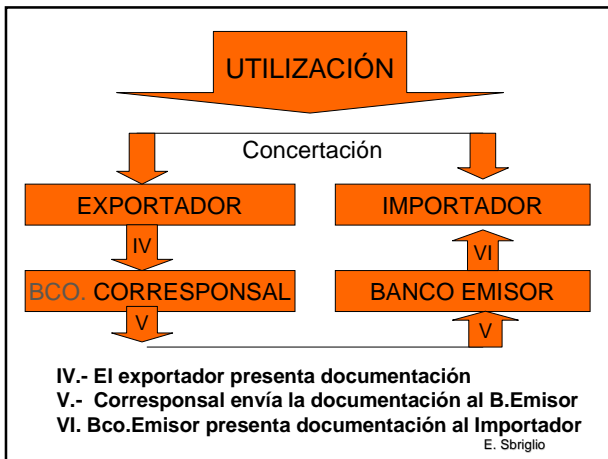 UTILIZACIÓN
Concertación
EXPORTADOR
IMPORTADOR
IV
VI
BCO. CORRESPONSAL
BANCO EMISOR
V
V
IV.- El exportador presenta documentación
V.- Corresponsal envía la documentación al B.Emisor
VI. Bco.Emisor presenta documentación al Importador
E. Sbriglio